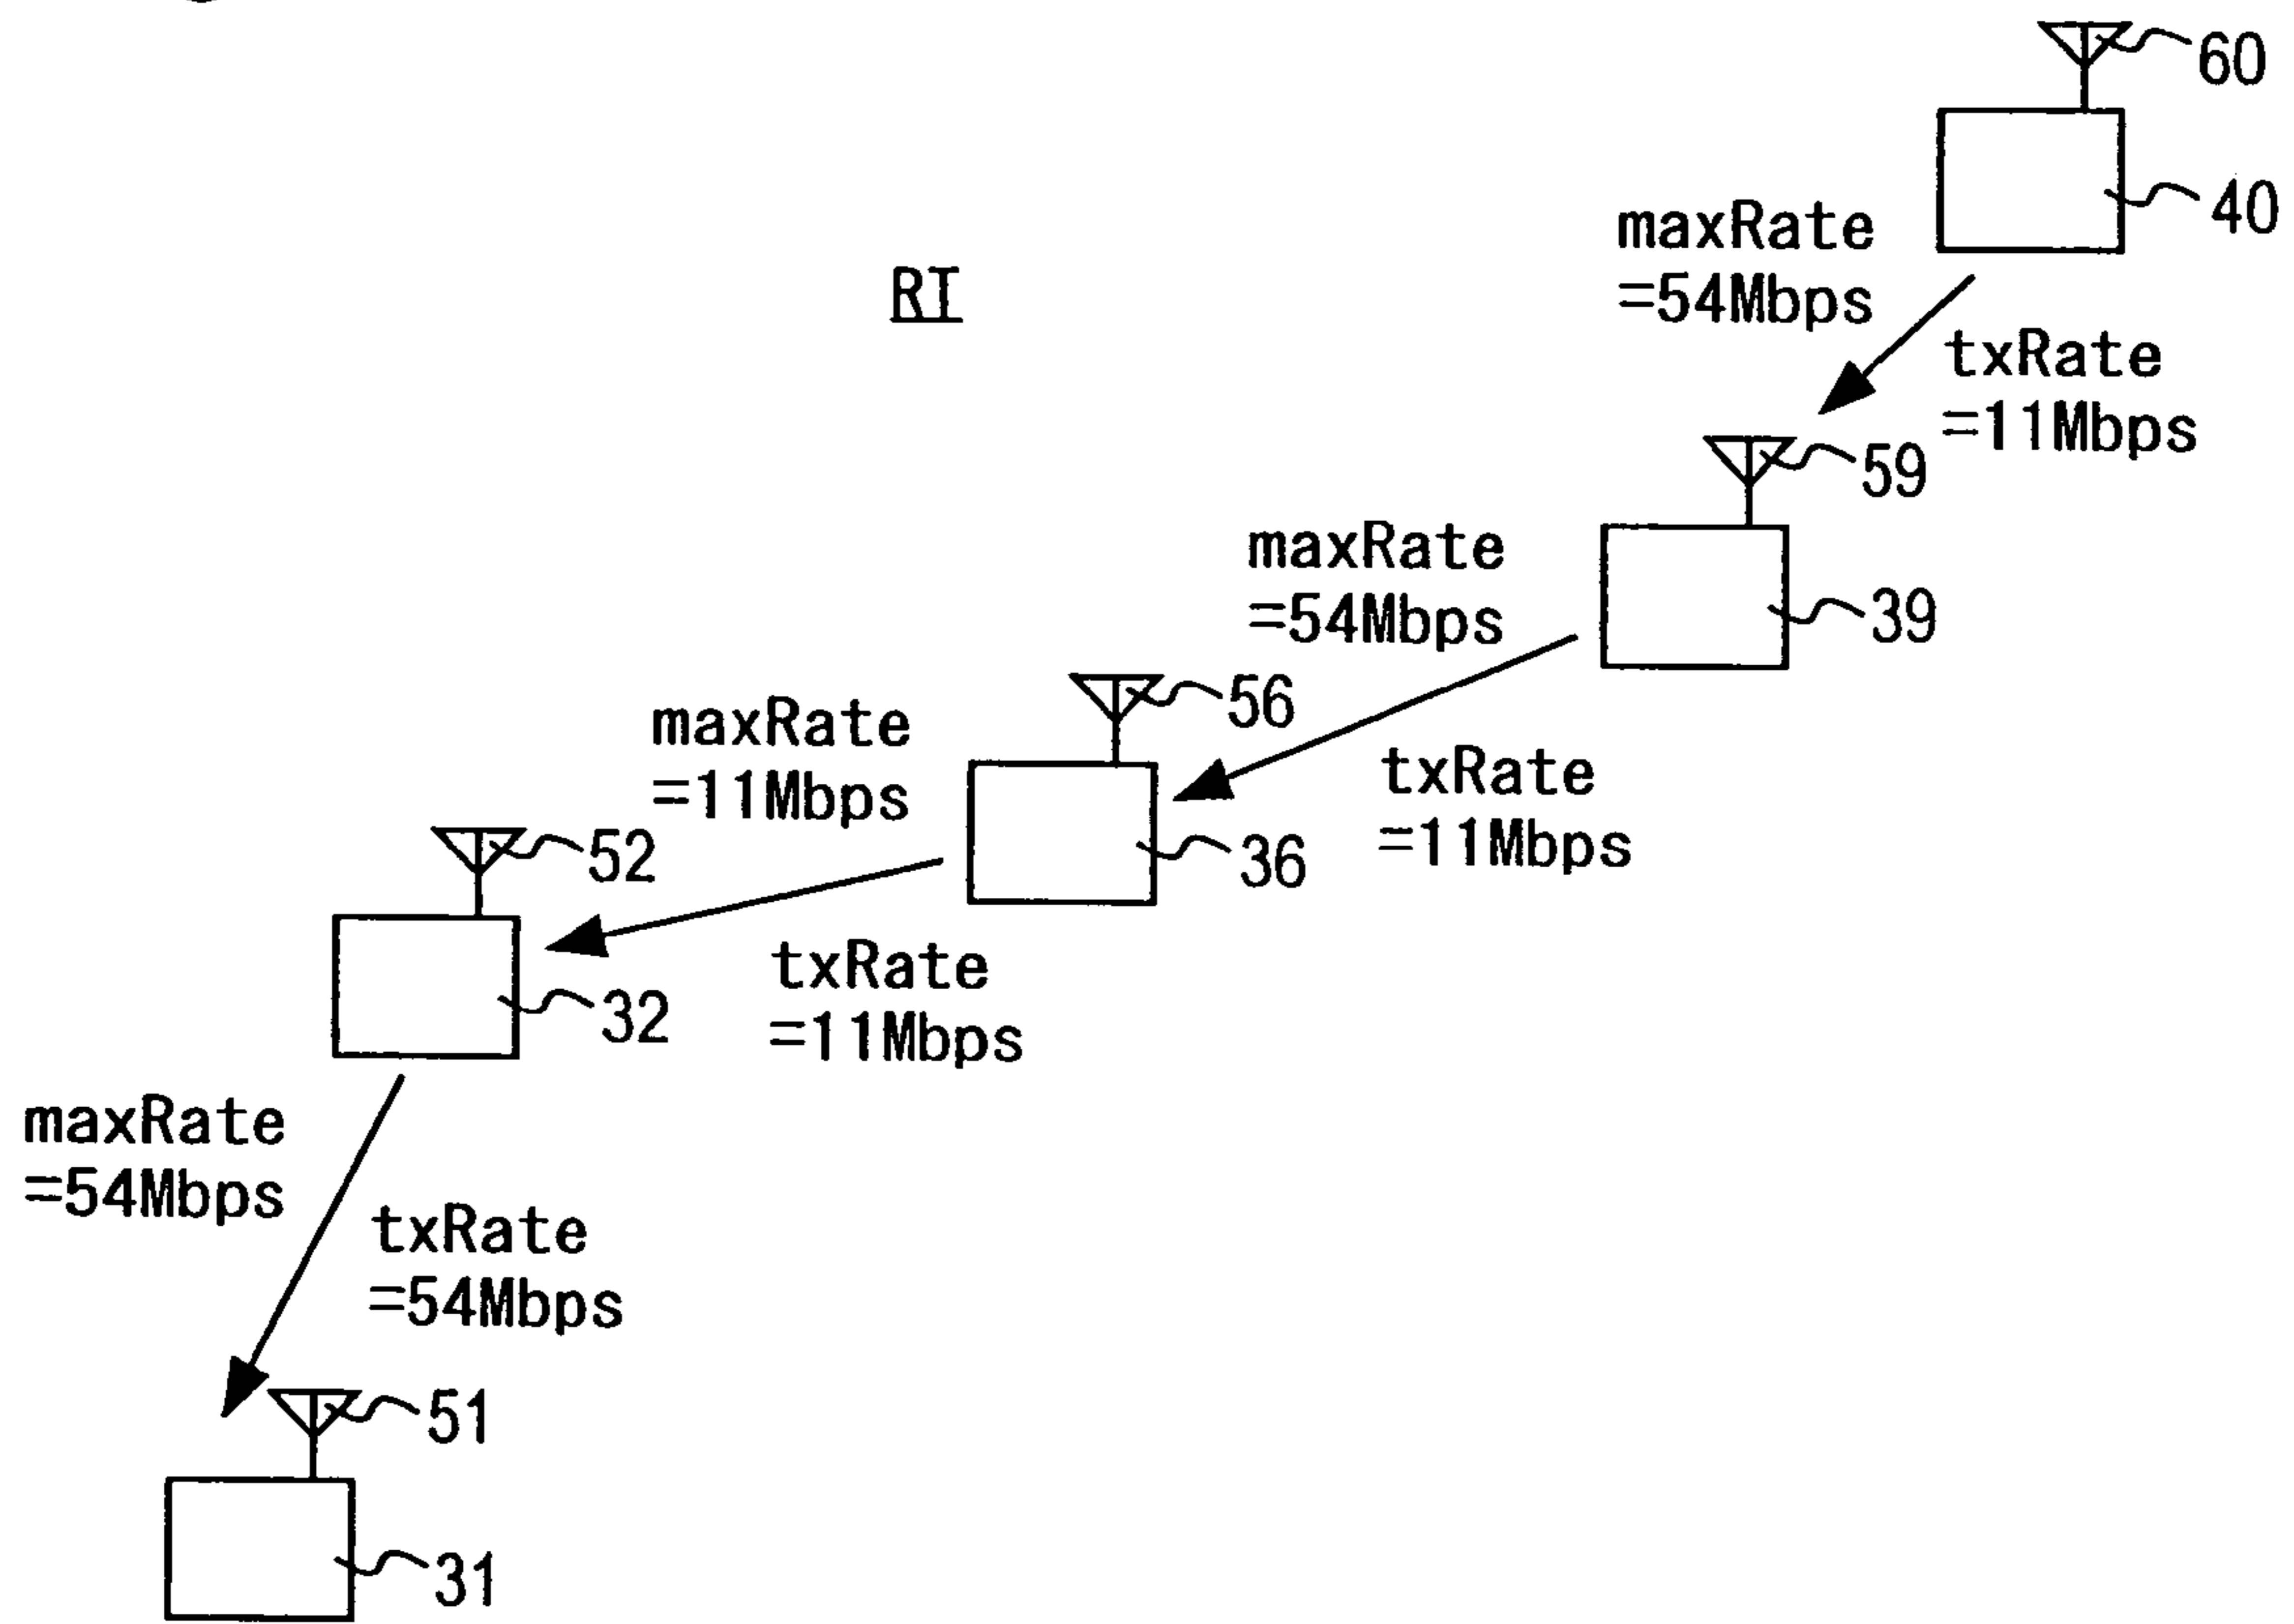 60
40
maxRate
=54Mbps
RI
txRate
=11Mbps
59
maxRate
=54Mbps
39
56
maxRate
=11Mbps
txRate
=11Mbps
52
36
txRate
=11Mbps
32
maxRate
=54Mbps
txRate
=54Mbps
51
31